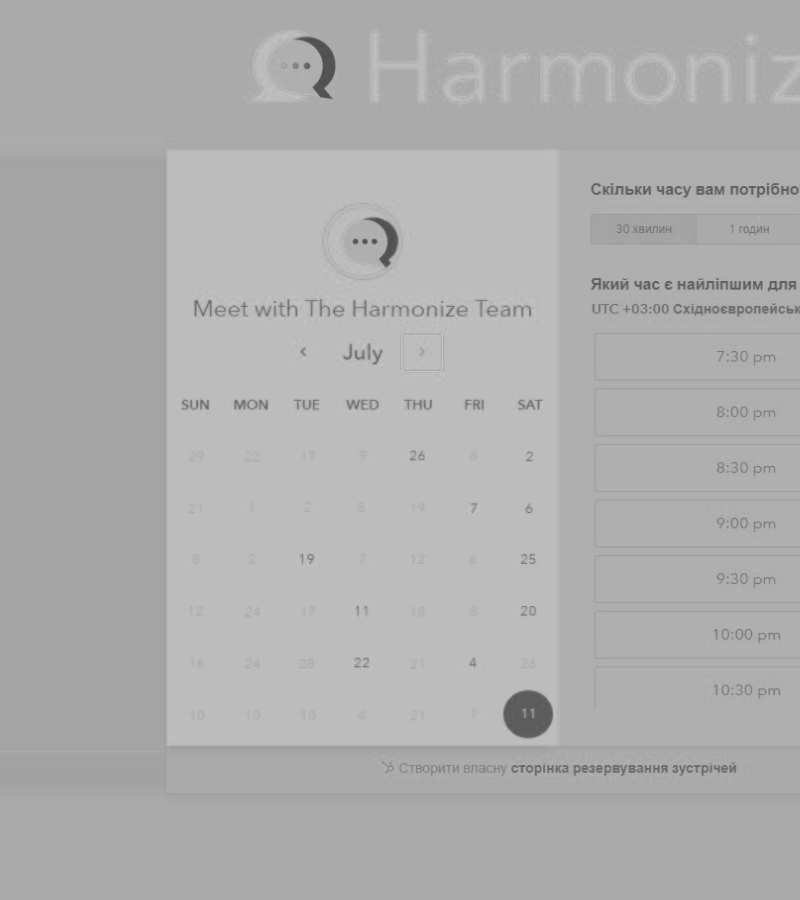 Harmoniz
Meet with The Harmonize Team
July
SUN MON TUE WED THU FRI SAT
29 22 17 9 26 8 2
21 1 2 5 19 7 6
8 2 19 7 12 6 25
12 24 17 11 18 8 20
16 24 28 22 21 4 26
10 10 4 21 7 11
Скільки часу вам потрібно
30 хвилин 1 годин
Який час є найліпшим для
UTC +03:00 Східноєвропейськ
7:30 pm
8:00 pm
8:30 pm
9:00 pm
9:30 pm
10:00 pm
10:30 pm
Створити власну сторінка резервування зустрічей